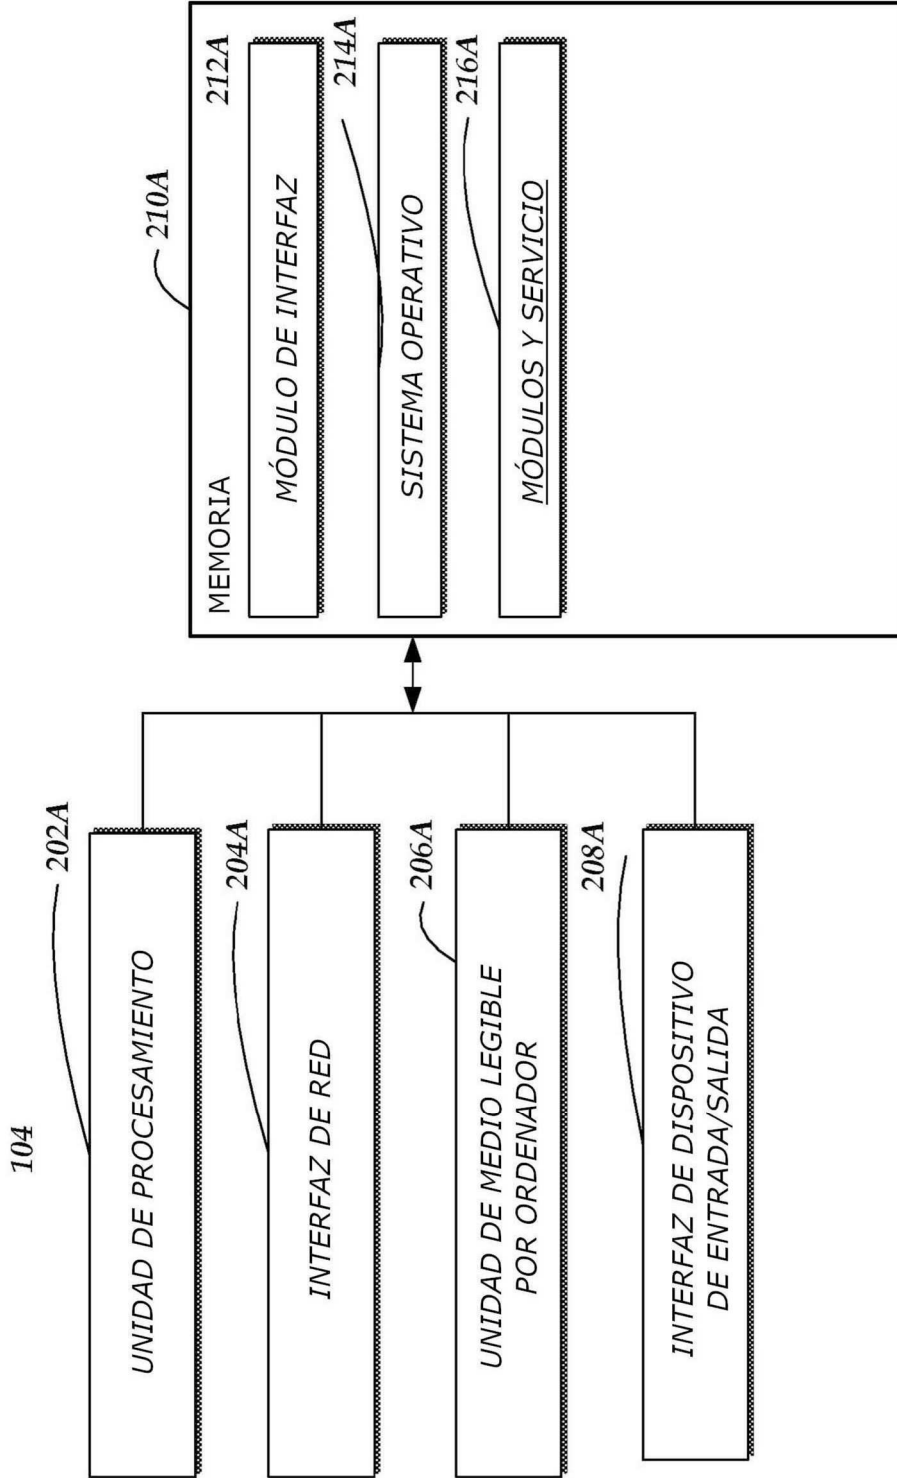 104
202A
UNIDAD DE PROCESAMIENTO
204A
INTERFAZ DE RED
206A
UNIDAD DE MEDIO LEGIBLE
POR ORDENADOR
208A
INTERFAZ DE DISPOSITIVO
DE ENTRADA/SALIDA
210A
MEMORIA
212A
MÓDULO DE INTERFAZ
214A
SISTEMA OPERATIVO
216A
MÓDULOS Y SERVICIO